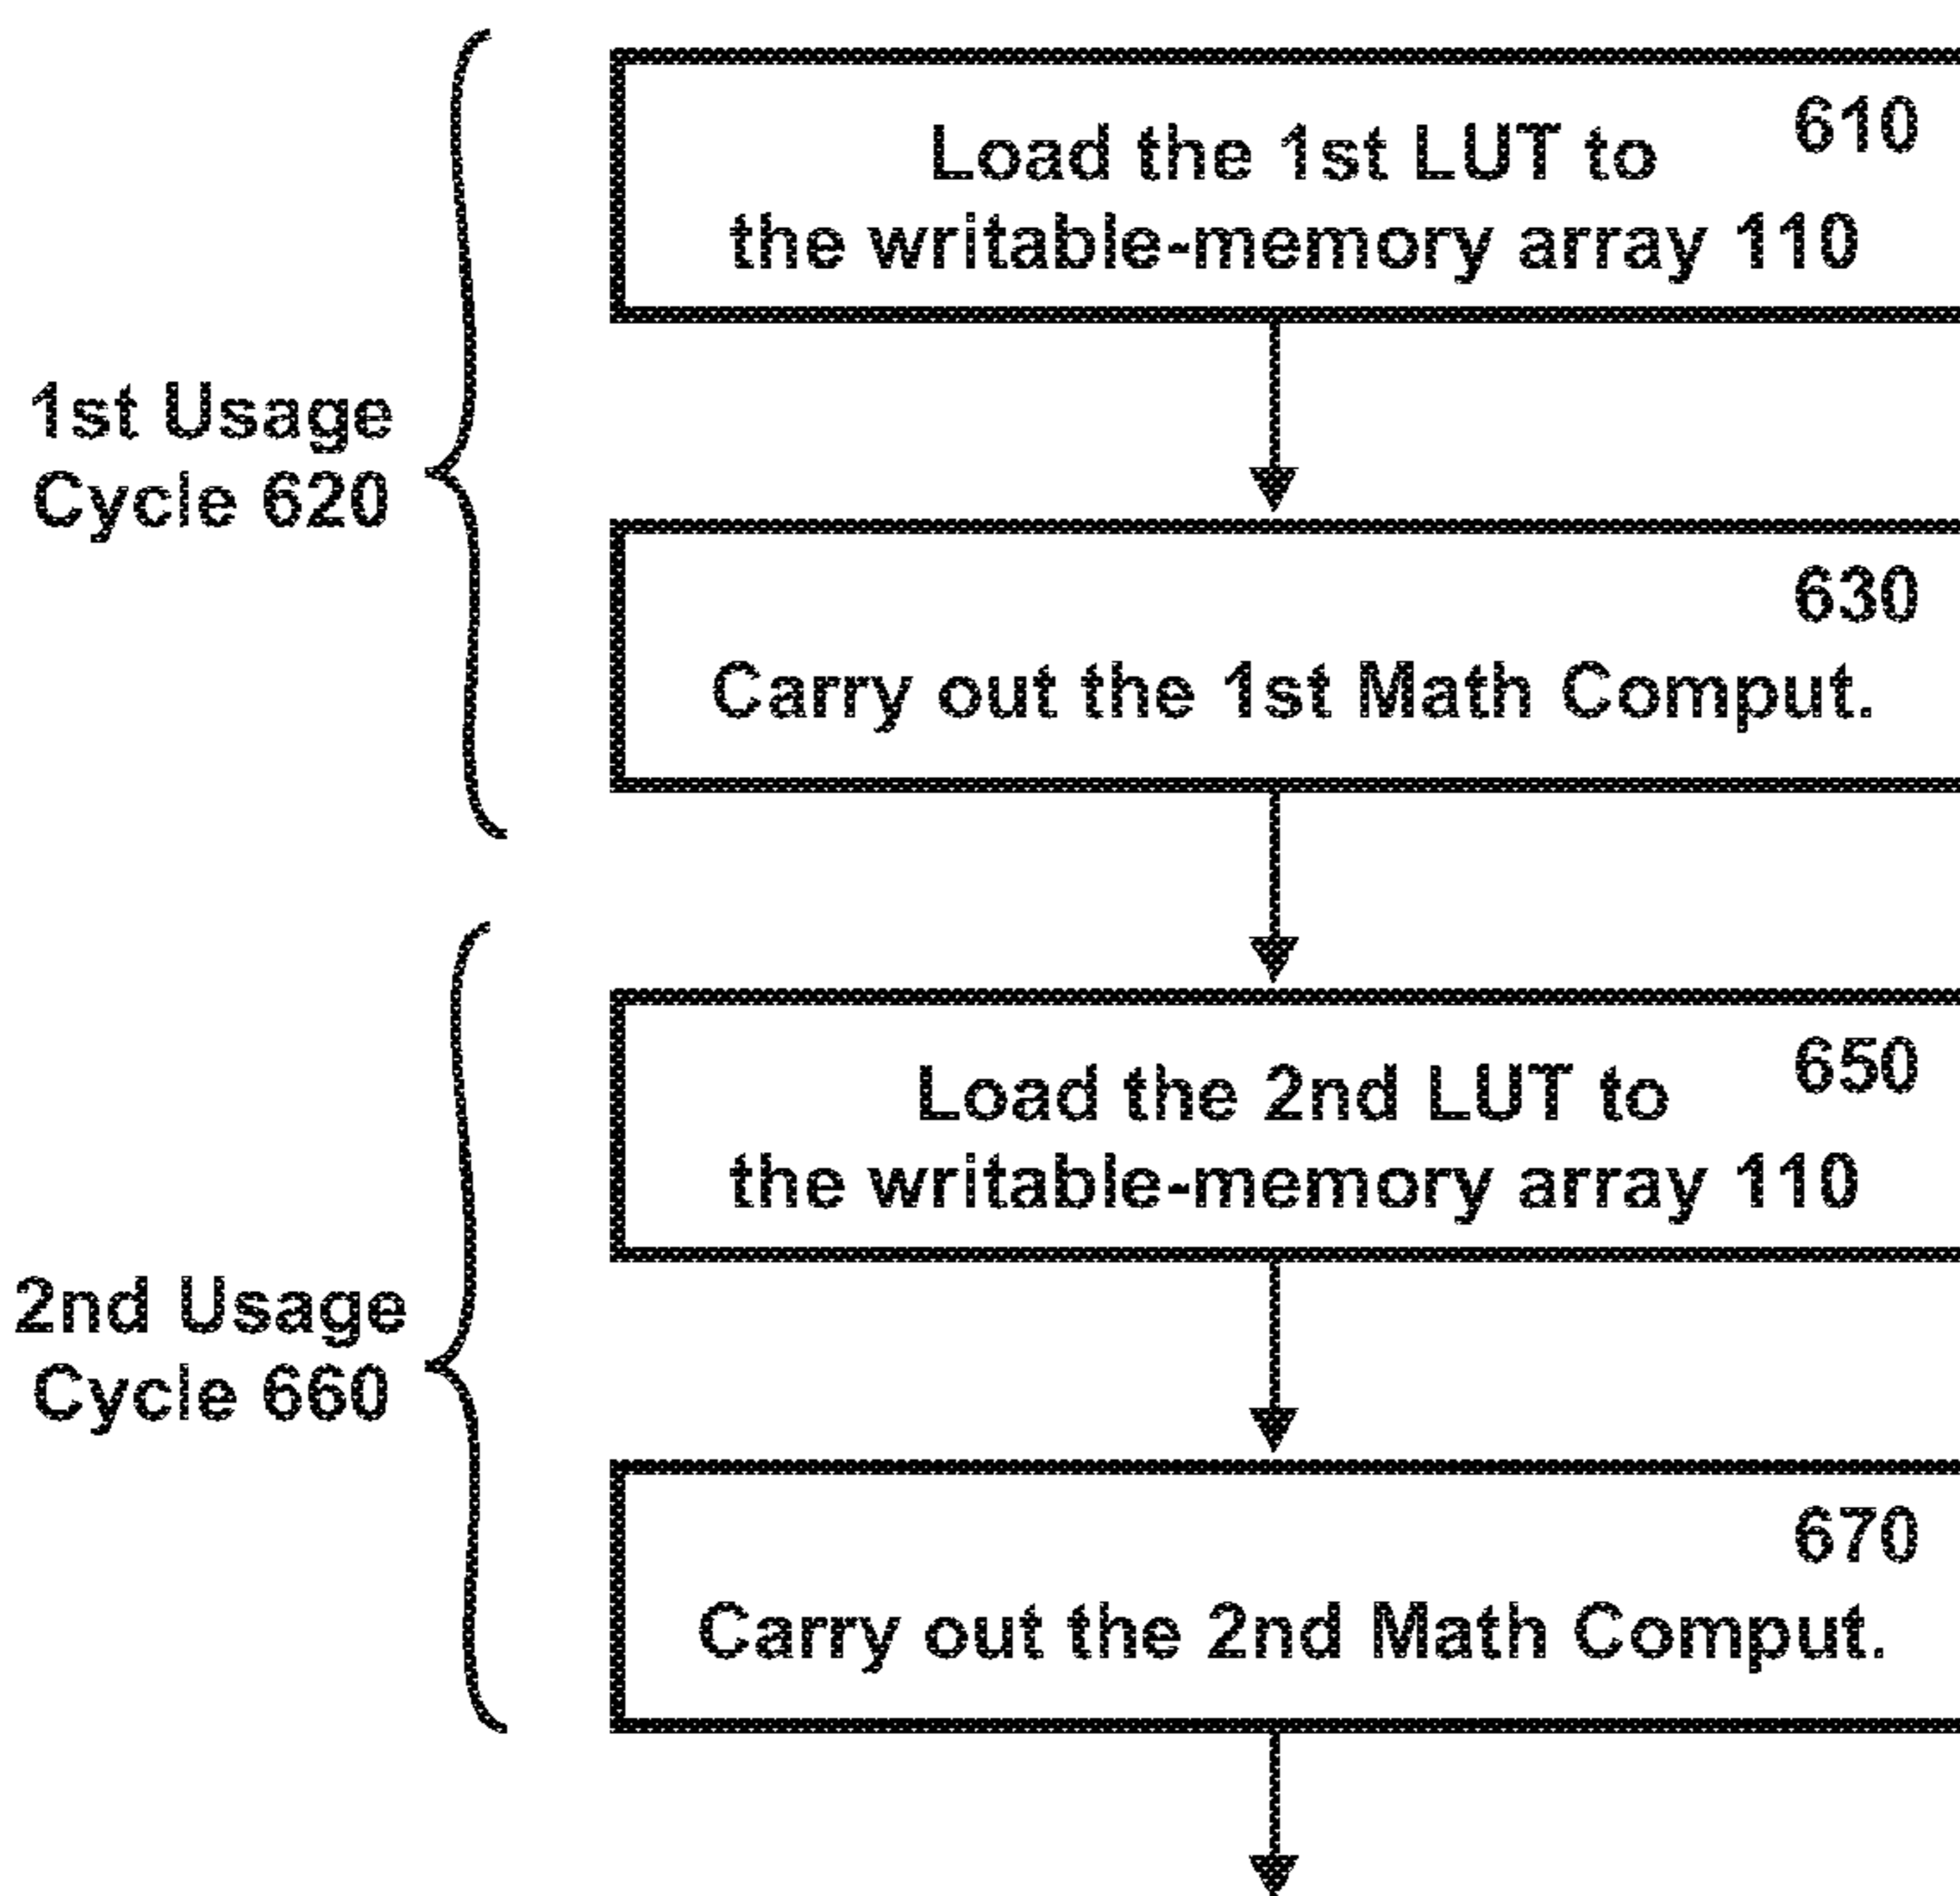 610
Load the 1st LUT to
the writable-memory array 110
1st Usage
Cycle 620
630
Carry out the 1st Math Comput.
650
Load the 2nd LUT to
the writable-memory array 110
2nd Usage
Cycle 660
670
Carry out the 2nd Math Comput.